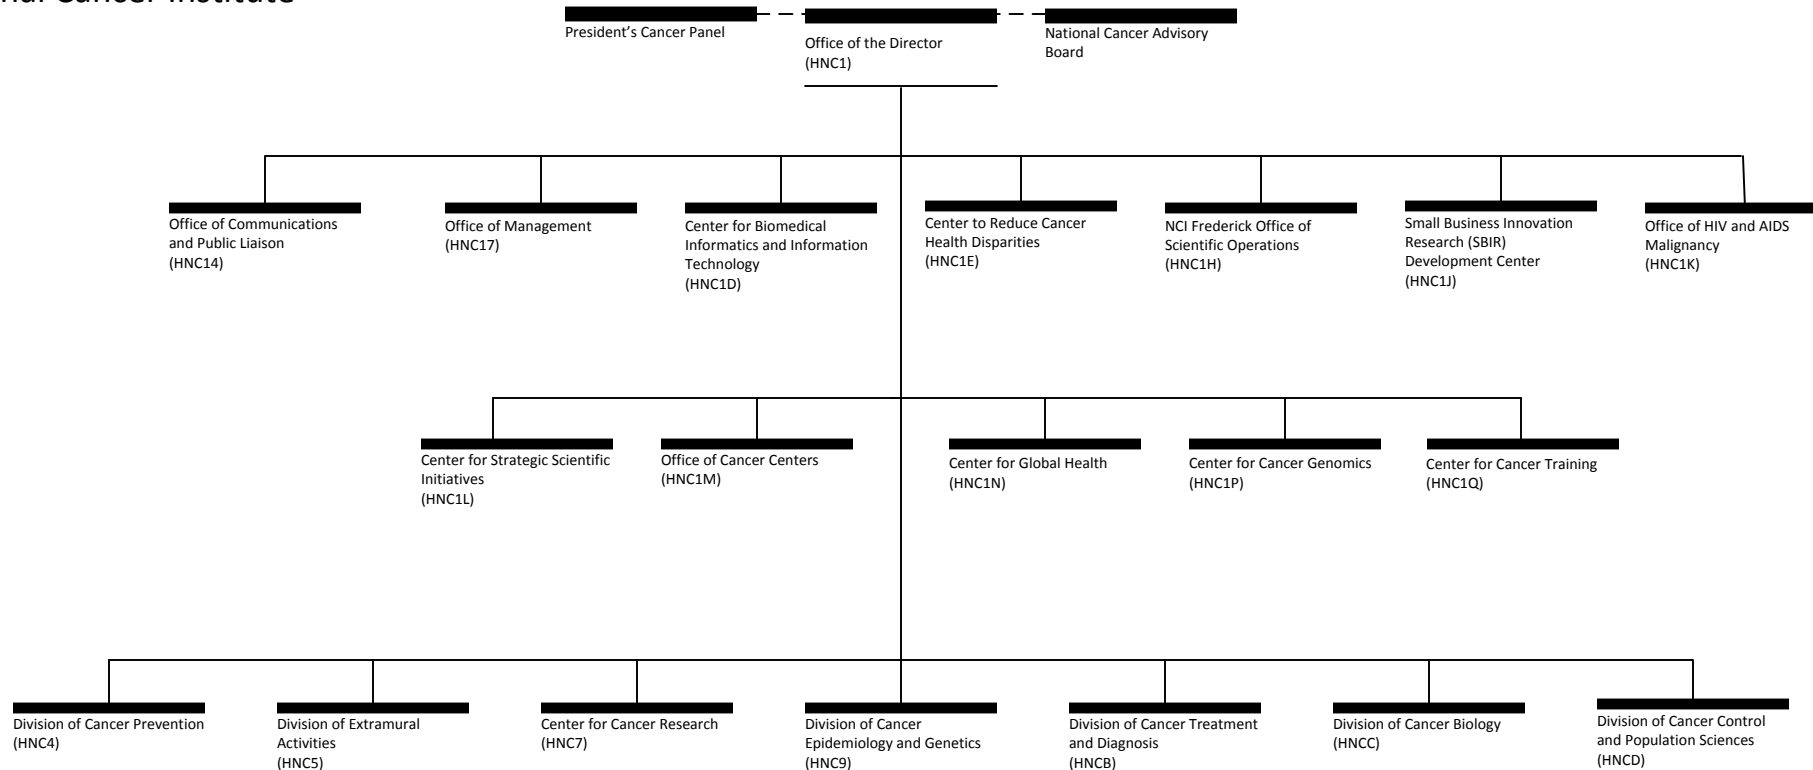 Cancer Institute
President's Cancer Panel
Office of the Director
(HNC1)
National Cancer Advisory
Board
Office of Communications
and Public Liaison
(HNC14)
Office of Management
(HNC17)
Center for Biomedical
Informatics and Information
Technology
(HNC1D)
Center to Reduce Cancer
Health Disparities
(HNC1E)
NCI Frederick Office of
Scientific Operations
(HNC1H)
Small Business Innovation
Research (SBIR)
Development Center
(HNC1J)
Office of HIV and AIDS
Malignancy
(HNC1K)
Center for Strategic Scientific
Initiatives
(HNC1L)
Office of Cancer Centers
(HNC1M)
Center for Global Health
(HNC1N)
Center for Cancer Genomics
(HNC1P)
Center for Cancer Training
(HNC1Q)
Division of Cancer Prevention
(HNC4)
Division of Extramural
Activities
(HNC5)
Center for Cancer Research
(HNC7)
Division of Cancer
Epidemiology and Genetics
(HNC9)
Division of Cancer Treatment
and Diagnosis
(HNCB)
Division of Cancer Biology
(HNCC)
Division of Cancer Control
and Population Sciences
(HNCD)